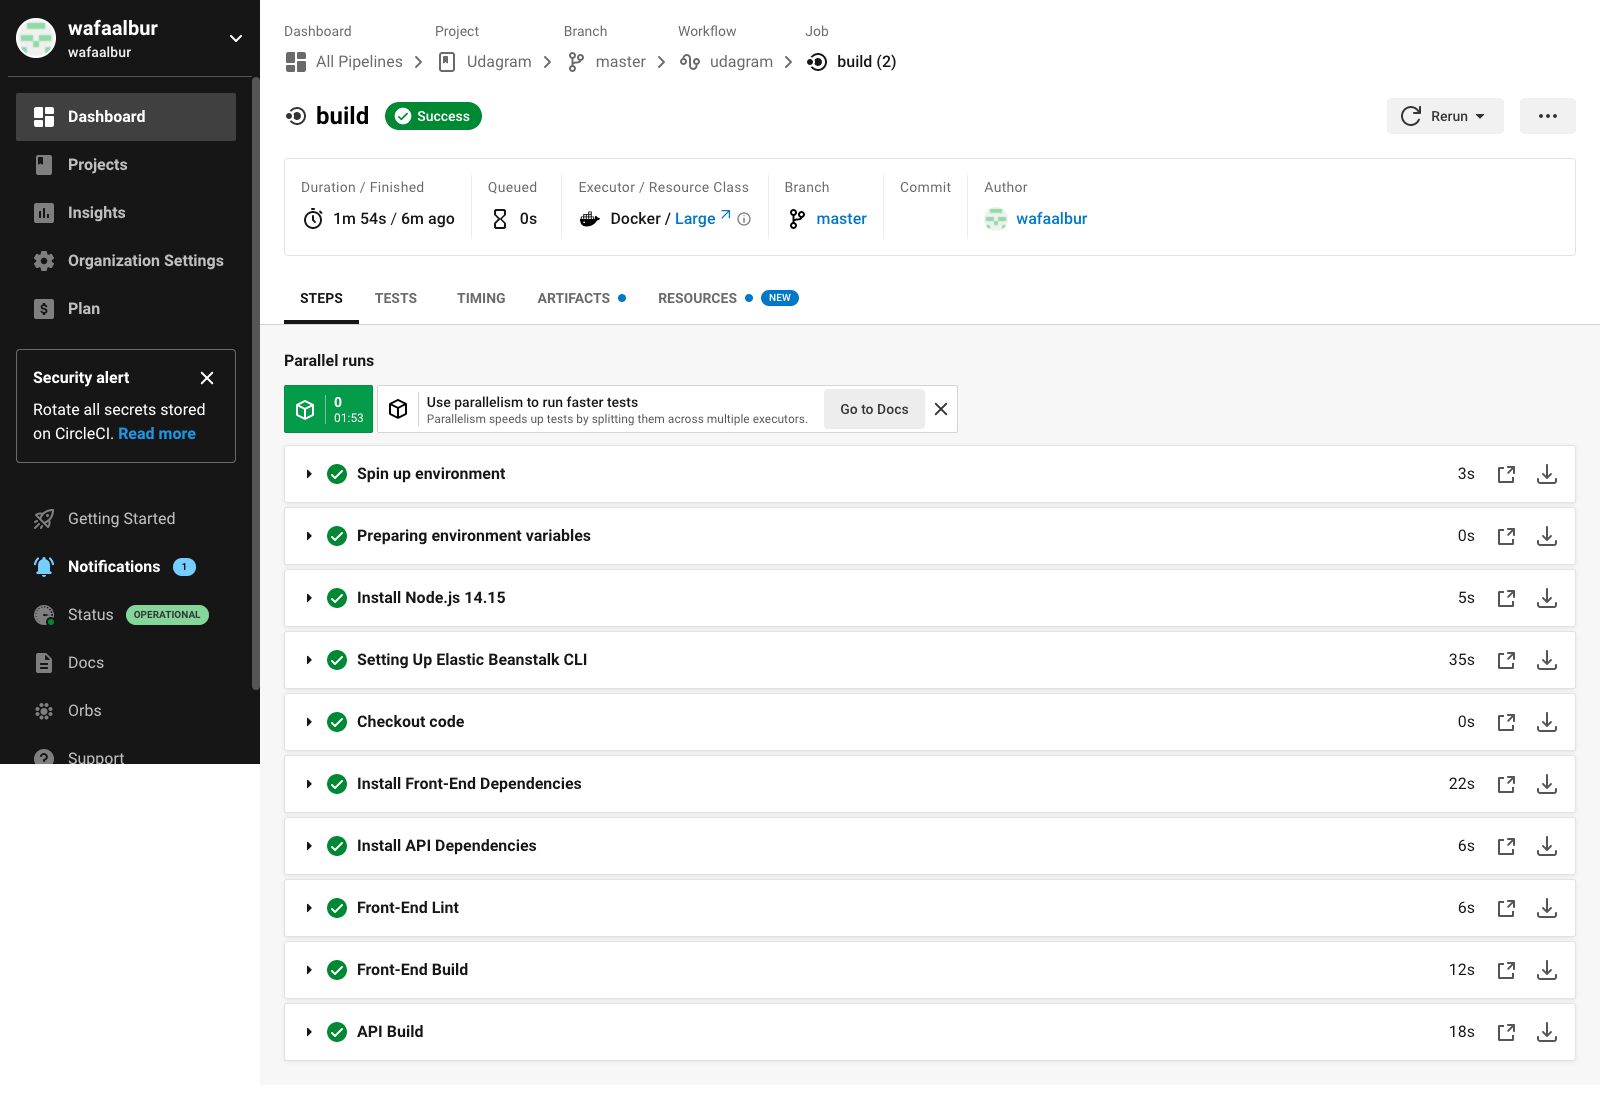 wafaalbur
wafaalbur
Dashboard
Projects
Insights
Organization Settings
Plan
Security alert
Rotate all secrets stored
on CircleCI. Read more
Getting Started
Notifications 1
Status OPERATIONAL
Docs
Orbs
Support
Dashboard Project Branch Workflow Job
All Pipelines Udagram master udagram build (2)
build Success Rerun
Duration / Finished Queued Executor / Resource Class Branch Commit Author
1m 54s / 6m ago 0s Docker / Large master wafaalbur
STEPS TESTS TIMING ARTIFACTS RESOURCES NEW
Parallel runs
0
01:53
Use parallelism to run faster tests
Parallelism speeds up tests by splitting them across multiple executors.
Go to Docs
Spin up environment 3s
Preparing environment variables 0s
Install Node.js 14.15 5s
Setting Up Elastic Beanstalk CLI 35s
Checkout code 0s
Install Front-End Dependencies 22s
Install API Dependencies 6s
Front-End Lint 6s
Front-End Build 12s
API Build 18s